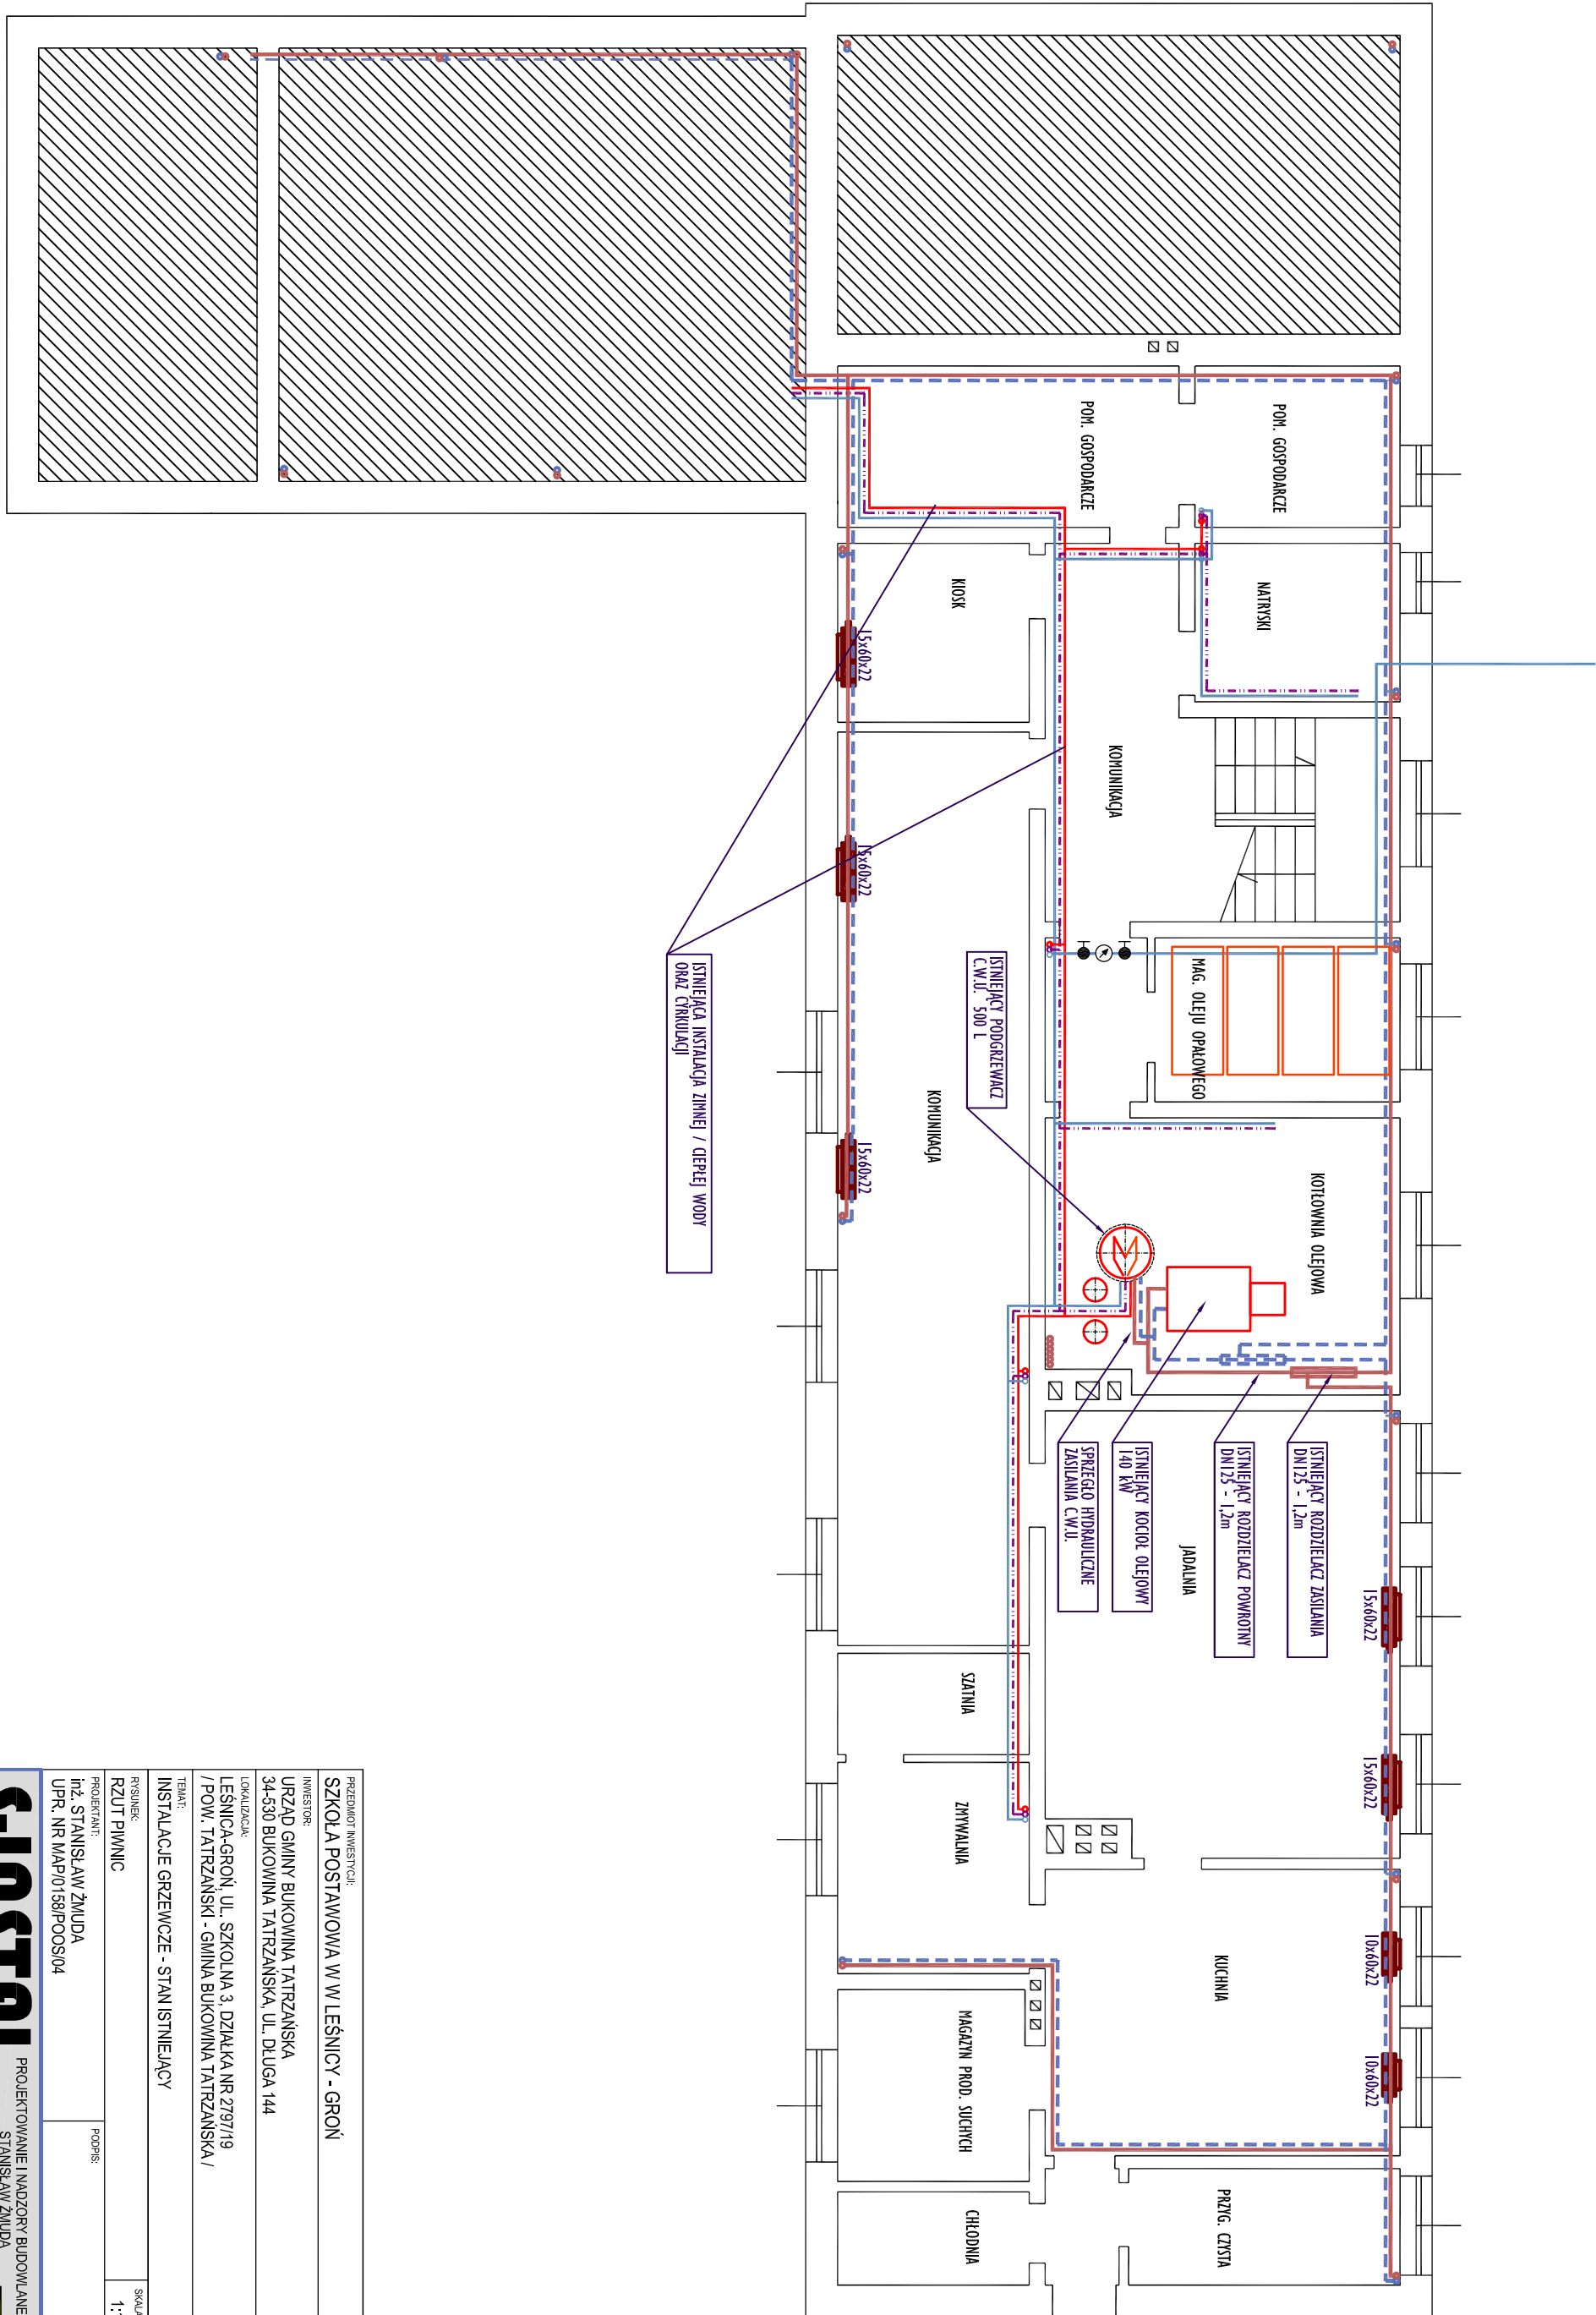 POM. GOSPODARCZE
POM. GOSPODARCZE
NATRYSKI
KIOSK
KOMUNIKACJA
MAG. OLEJU OPAŁOWEGO
KOTŁOWNIA OLEJOWA
KOMUNIKACJA
JADALNIA
SZATNIA
ZMYWALNIA
KUCHNIA
MAGAZYN PROD. SUCHYCH
CHŁODNIA
PRZYG. CZYSTA
15x60x22
15x60x22
15x60x22
15x60x22
15x60x22
10x60x22
10x60x22
ISTNIEJĄCY PODGRZEWACZ
C.W.U. 500 L
ISTNIEJĄCA INSTALACJA ZIMNEJ / CIEPŁEJ WODY
ORAZ CYRKULACJI
ISTNIEJĄCY ROZDZIELACZ ZASILANIA
DN125 - 1,2m
ISTNIEJĄCY ROZDZIELACZ POWROTNY
DN125 - 1,2m
ISTNIEJĄCY KOCIOŁ OLEJOWY
140 kW
SPRZĘGŁO HYDRAULICZNE
ZASILANIA C.W.U.
PRZEDMIOT INWESTYCJI:
SZKOŁA POSTAWOWA W W LEŚNICY - GROŃ
INWESTOR:
URZĄD GMINY BUKOWINA TATRZAŃSKA
34-530 BUKOWINA TATRZAŃSKA, UL. DŁUGA 144
LOKALIZACJA:
LEŚNICA-GROŃ, UL. SZKOLNA 3, DZIAŁKA NR 2797/19
/ POW. TATRZAŃSKI - GMINA BUKOWINA TATRZAŃSKA /
TEMAT:
INSTALACJE GRZEWCZE - STAN ISTNIEJĄCY
RYSUNEK:
RZUT PIWNIC
SKALA
PROJEKTANT:
inż. STANISŁAW ŻMUDA
UPR. NR MAP/0158/POOS/04
PODPIS:
PROJEKTOWANIE I NADZORY BUDOWLANE
STANISŁAW ŻMUDA